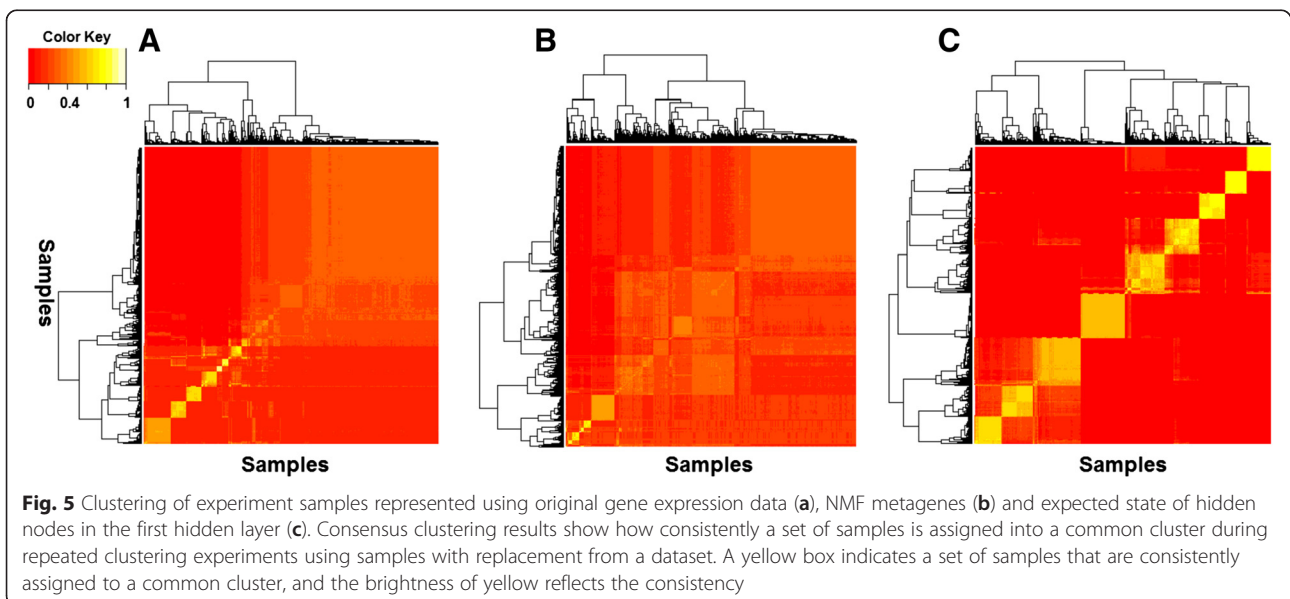 Color Key
0 0.4 1
A
B
C
Samples
Samples
Samples
Samples
Fig. 5 Clustering of experiment samples represented using original gene expression data (a), NMF metagenes (b) and expected state of hidden
nodes in the first hidden layer (c). Consensus clustering results show how consistently a set of samples is assigned into a common cluster during
repeated clustering experiments using samples with replacement from a dataset. A yellow box indicates a set of samples that are consistently
assigned to a common cluster, and the brightness of yellow reflects the consistency